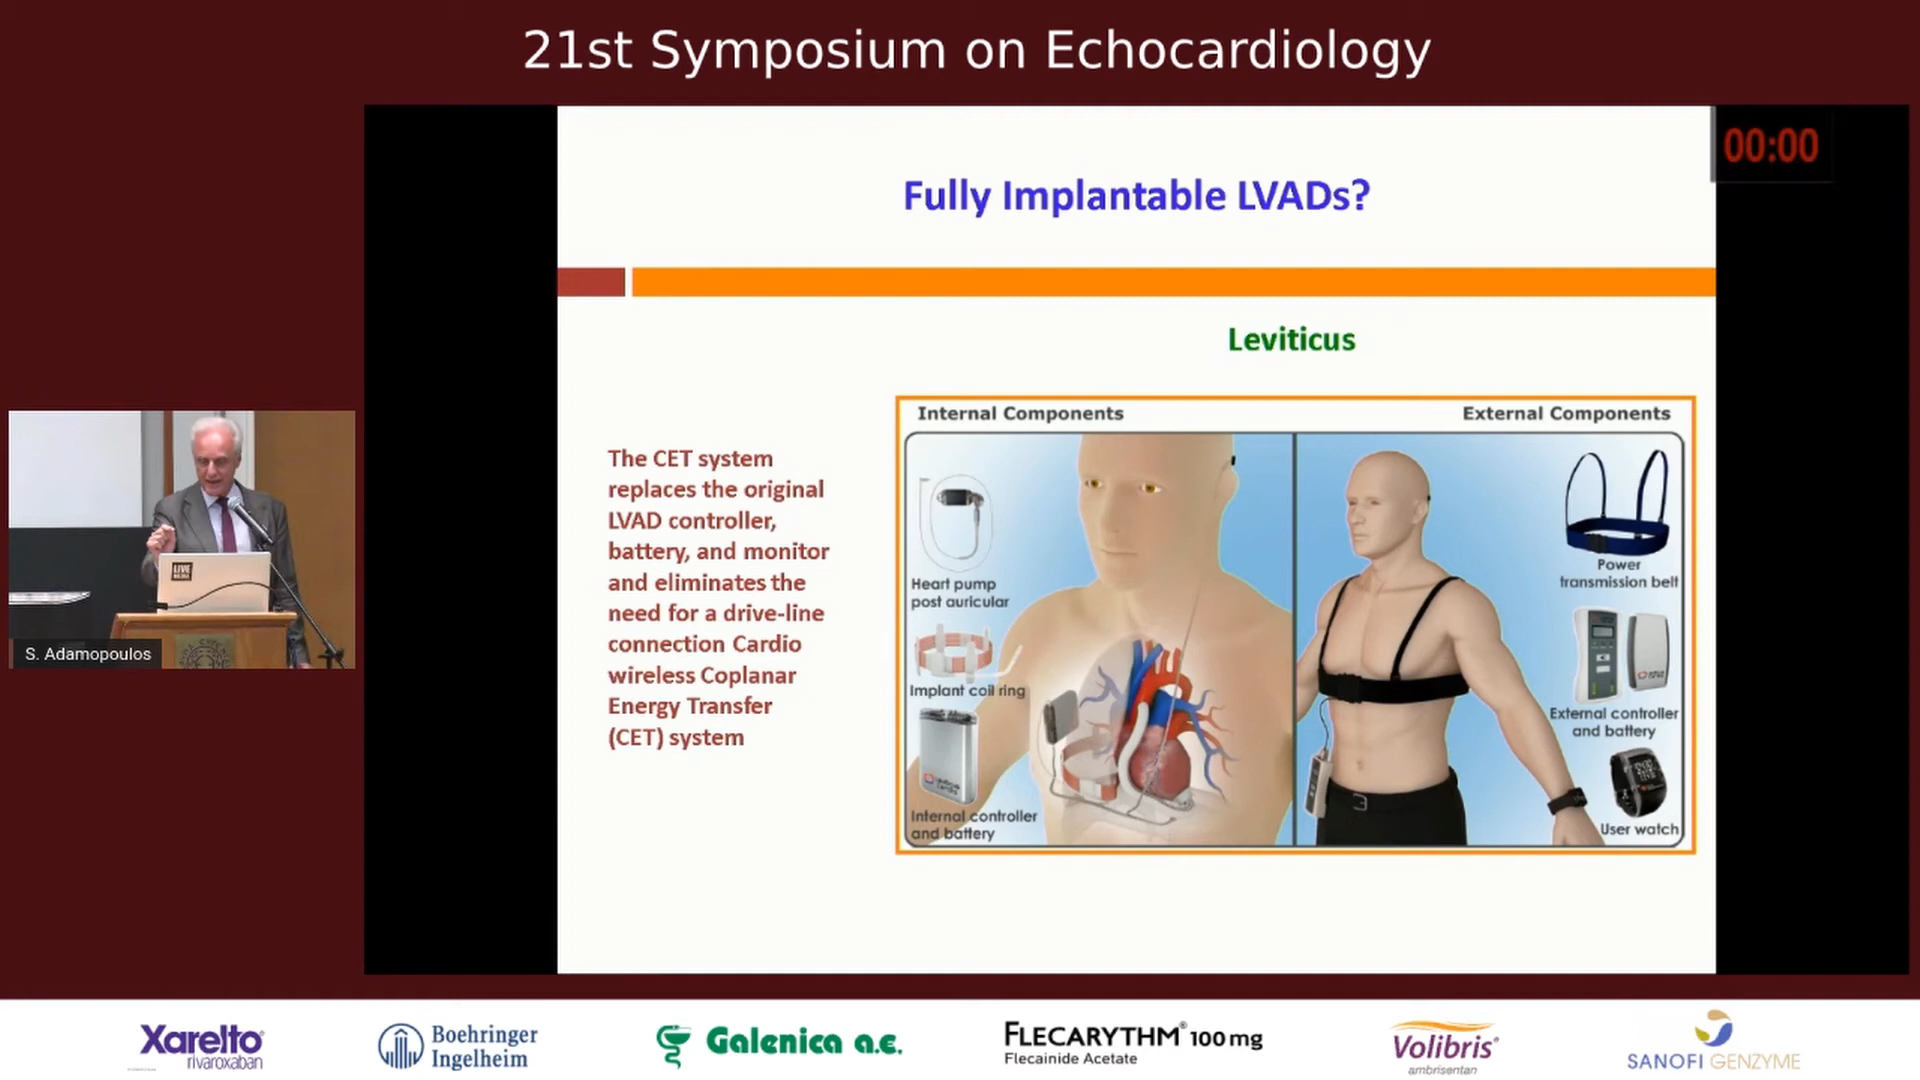 21st Symposium on Echocardiology
00:00
Fully Implantable LVADs?
Leviticus
The CET system
replaces the original
LVAD controller,
battery, and monitor
and eliminates the
need for a drive-line
connection Cardio
wireless Coplanar
Energy Transfer
(CET) system
Internal Components
External Components
Heart pump
post auricular
Implant coil ring
Internal controller
and battery
Power
transmission belt
External controller
and battery
User watch
LIVE
MEDIA
S. Adamopoulos
Xarelto
rivaroxaban
Boehringer
Ingelheim
Galenica a.e.
FLECARYTHM® 100 mg
Flecainide Acetate
Volibris®
ambrisentan
SANOFI GENZYME